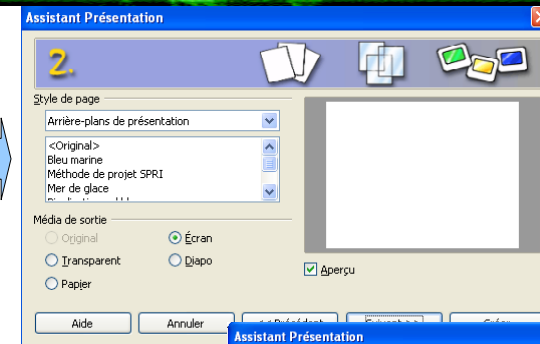 Assistant Présentation
2.
Style de page
Arrière-plans de présentation
<Original>
Bleu marine
Méthode de projet SPRI
Mer de glace
Média de sortie
Original
Écran
Transparent
Diapo
Papier
Aperçu
Aide
Annuler
Assistant Présentation